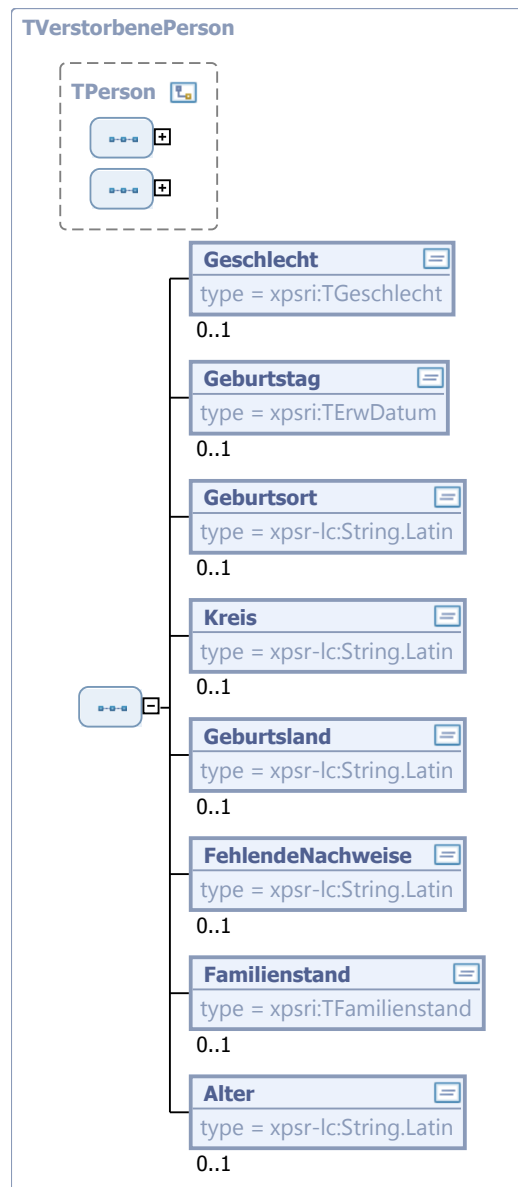 TVerstorbenePerson
TPerson
Geschlecht
type = xpsri:TGeschlecht
0..1
Geburtstag
type = xpsri:TErwDatum
0..1
Geburtsort
type = xpsr-lc:String.Latin
0..1
Kreis
type = xpsr-lc:String.Latin
0..1
Geburtsland
type = xpsr-lc:String.Latin
0..1
FehlendeNachweise
type = xpsr-lc:String.Latin
0..1
Familienstand
type = xpsri:TFamilienstand
0..1
Alter
type = xpsr-lc:String.Latin
0..1